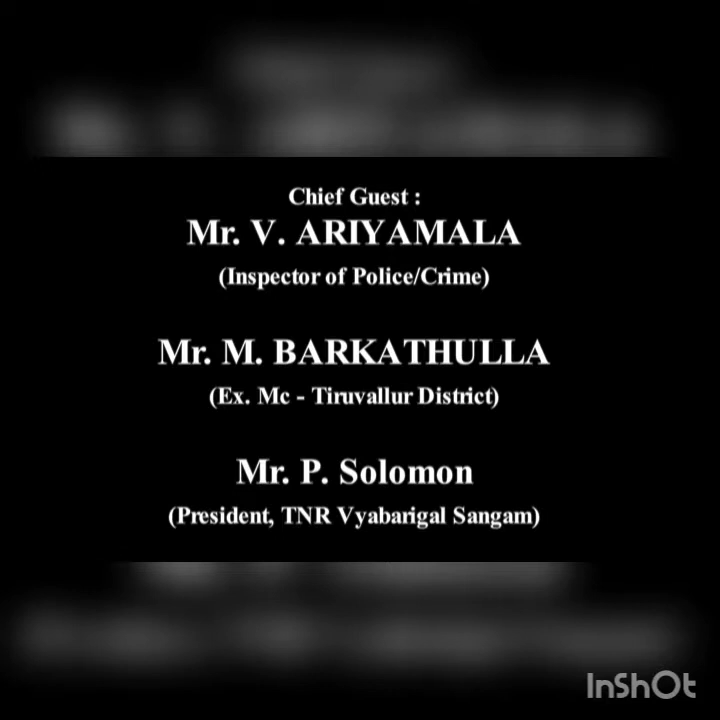 Chief Guest :
Mr. V. ARIYAMALA
(Inspector of Police/Crime)
Mr. M. BARKATHULLA
(Ex. Mc - Tiruvallur District)
Mr. P. Solomon
(President, TNR Vyabarigal Sangam)
InShOt